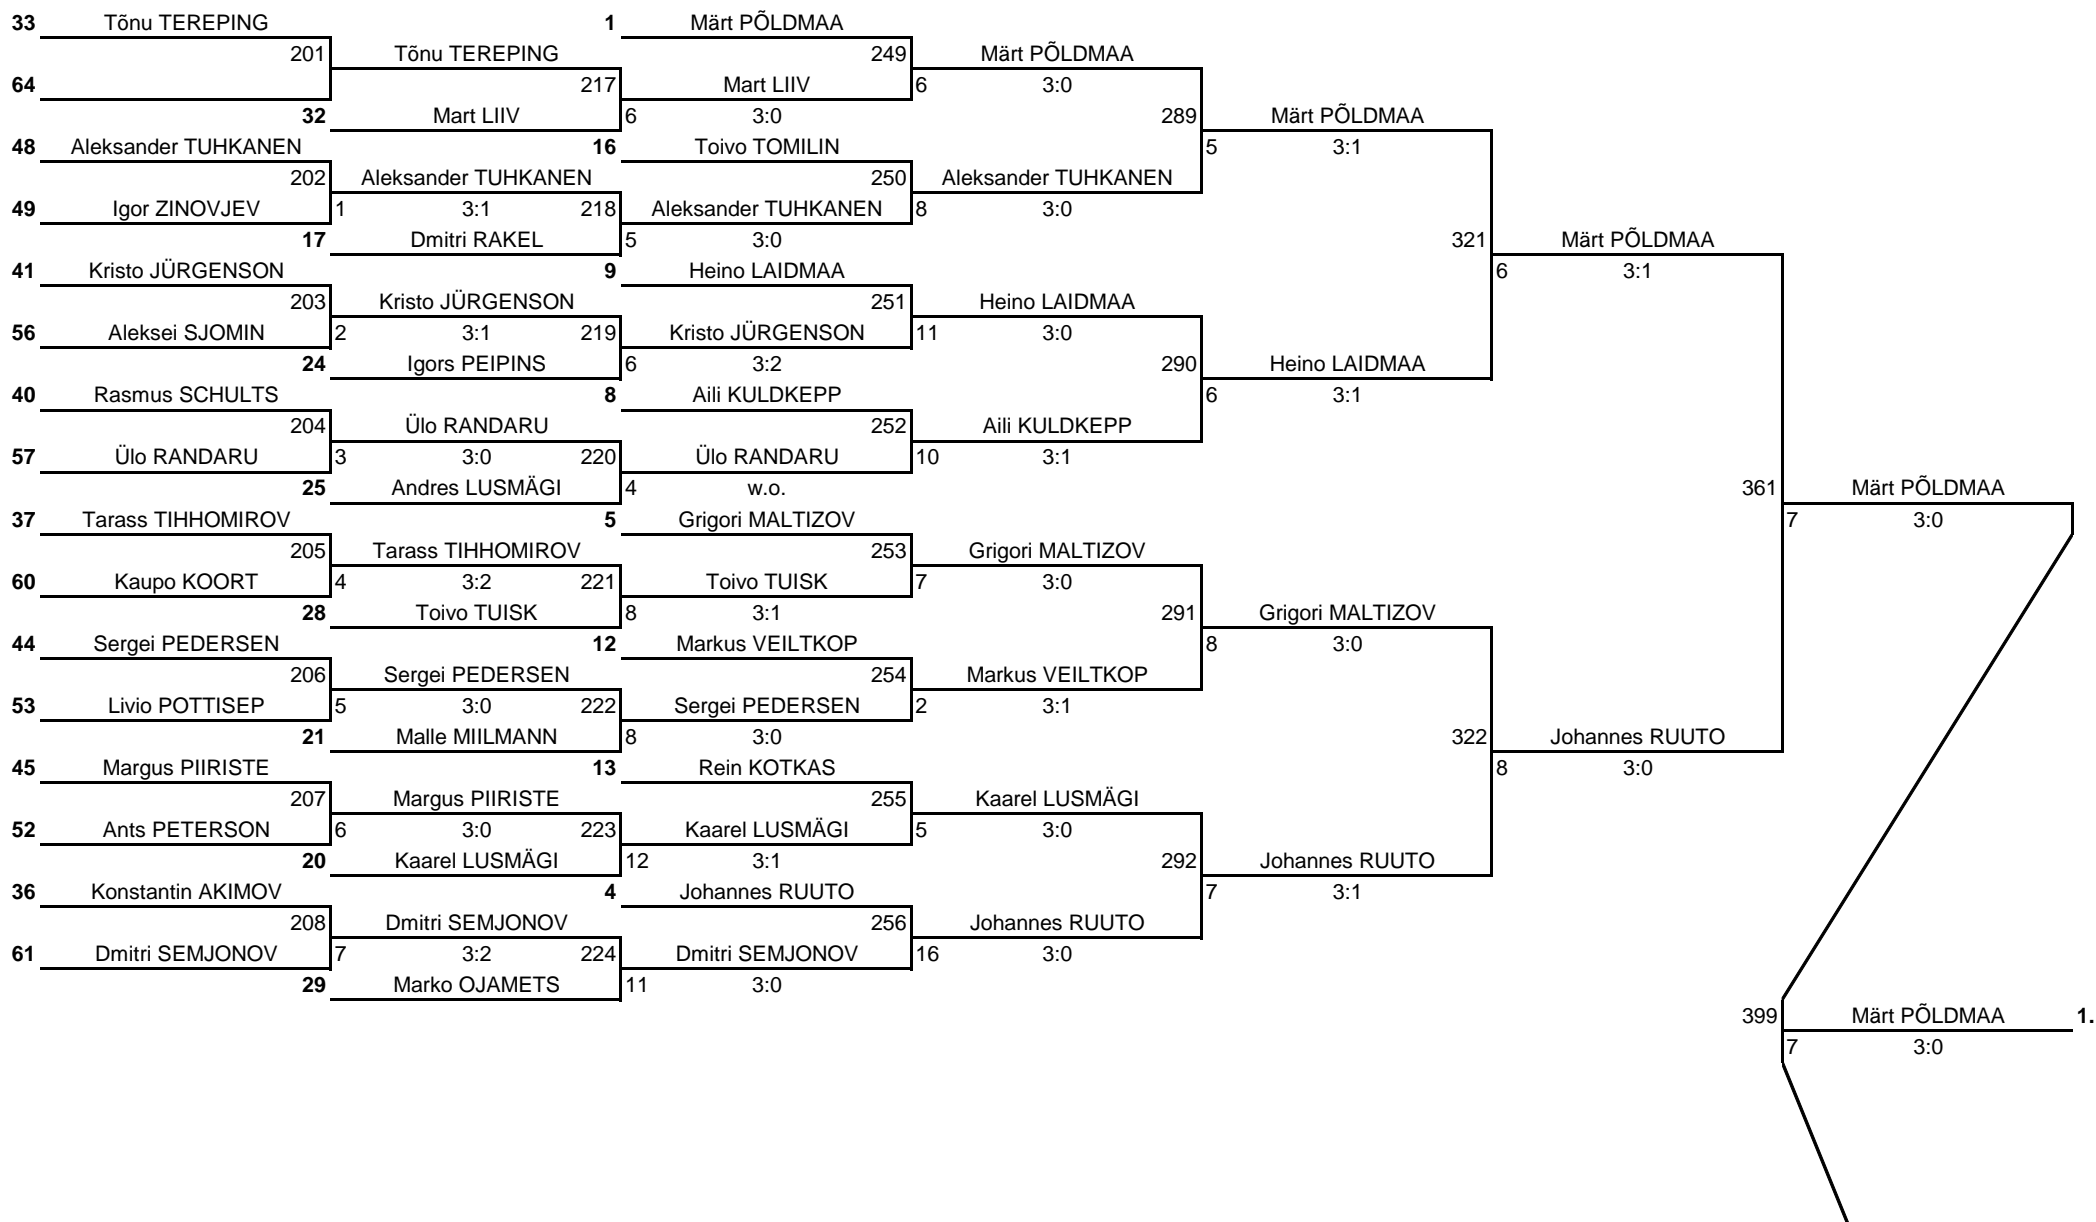 33 Tõnu TEREPING 1 Märt PÕLDMAA
201 Tõnu TEREPING 249 Märt PÕLDMAA
64 217 Mart LIIV 6 3:0
32 Mart LIIV 6 3:0 289 Märt PÕLDMAA
48 Aleksander TUHKANEN 16 Toivo TOMILIN 5 3:1
202 Aleksander TUHKANEN 250 Aleksander TUHKANEN
49 Igor ZINOVJEV 1 3:1 218 Aleksander TUHKANEN 8 3:0
17 Dmitri RAKEL 5 3:0 321 Märt PÕLDMAA
41 Kristo JÜRGENSON 9 Heino LAIDMAA 6 3:1
203 Kristo JÜRGENSON 251 Heino LAIDMAA
56 Aleksei SJOMIN 2 3:1 219 Kristo JÜRGENSON 11 3:0
24 Igors PEIPINS 6 3:2 290 Heino LAIDMAA
40 Rasmus SCHULTS 8 Aili KULDKEPP 6 3:1
204 Ülo RANDARU 252 Aili KULDKEPP
57 Ülo RANDARU 3 3:0 220 Ülo RANDARU 10 3:1
25 Andres LUSMÄGI 4 w.o. 361 Märt PÕLDMAA
37 Tarass TIHHOMIROV 5 Grigori MALTIZOV 7 3:0
205 Tarass TIHHOMIROV 253 Grigori MALTIZOV
60 Kaupo KOORT 4 3:2 221 Toivo TUISK 7 3:0
28 Toivo TUISK 8 3:1 291 Grigori MALTIZOV
44 Sergei PEDERSEN 12 Markus VEILTKOP 8 3:0
206 Sergei PEDERSEN 254 Markus VEILTKOP
53 Livio POTTISEP 5 3:0 222 Sergei PEDERSEN 2 3:1
21 Malle MIILMANN 8 3:0 322 Johannes RUUTO
45 Margus PIIRISTE 13 Rein KOTKAS 8 3:0
207 Margus PIIRISTE 255 Kaarel LUSMÄGI
52 Ants PETERSON 6 3:0 223 Kaarel LUSMÄGI 5 3:0
20 Kaarel LUSMÄGI 12 3:1 292 Johannes RUUTO
36 Konstantin AKIMOV 4 Johannes RUUTO 7 3:1
208 Dmitri SEMJONOV 256 Johannes RUUTO
61 Dmitri SEMJONOV 7 3:2 224 Dmitri SEMJONOV 16 3:0
29 Marko OJAMETS 11 3:0
399 Märt PÕLDMAA 1.
7 3:0